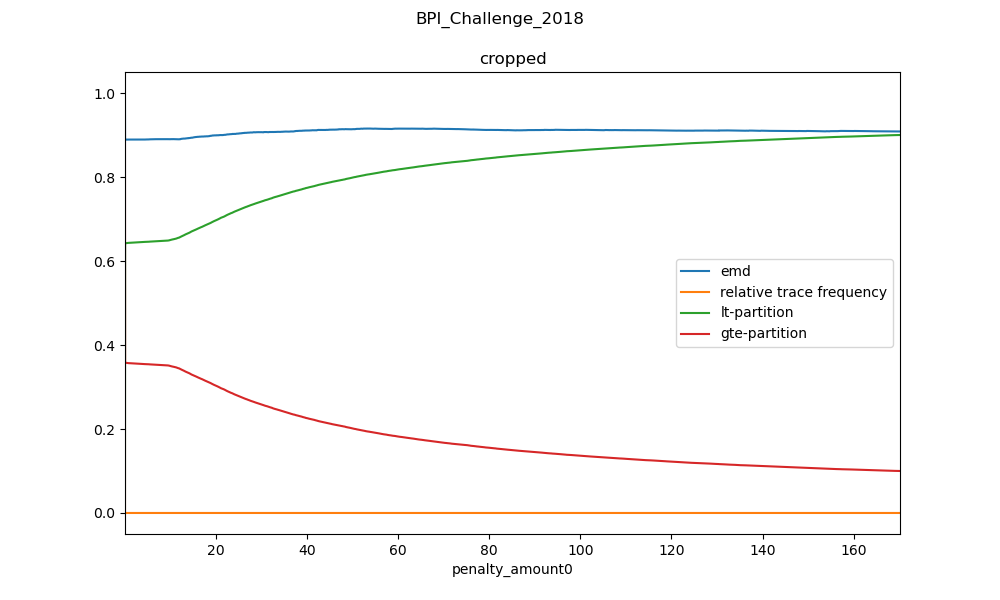 BPI_Challenge_2018
cropped
1.0
0.8
0.6
0.4
0.2
0.0
emd
relative trace frequency
lt-partition
gte-partition
20 40 60 80 100 120 140 160
penalty_amount0